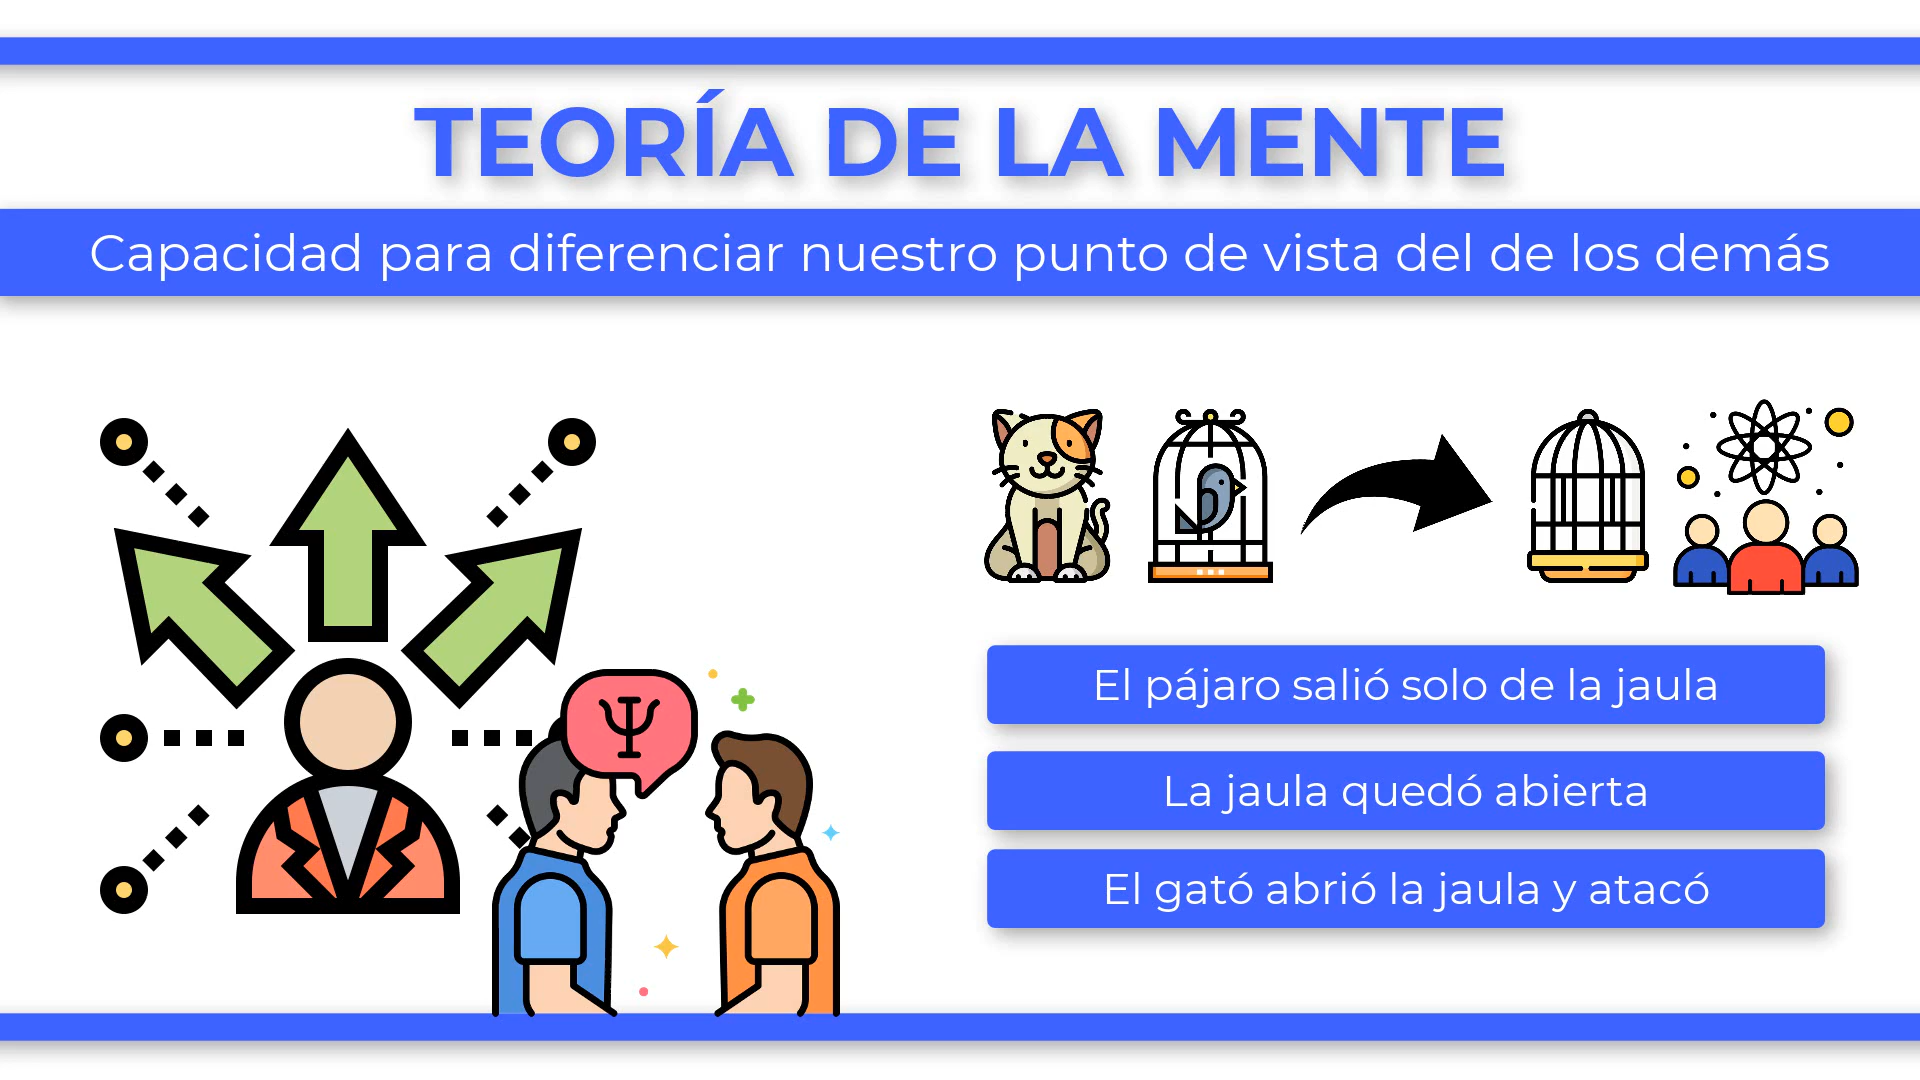 TEORÍA DE LA MENTE
Capacidad para diferenciar nuestro punto de vista del de los demás
El pájaro salió solo de la jaula
La jaula quedó abierta
El gató abrió la jaula y atacó